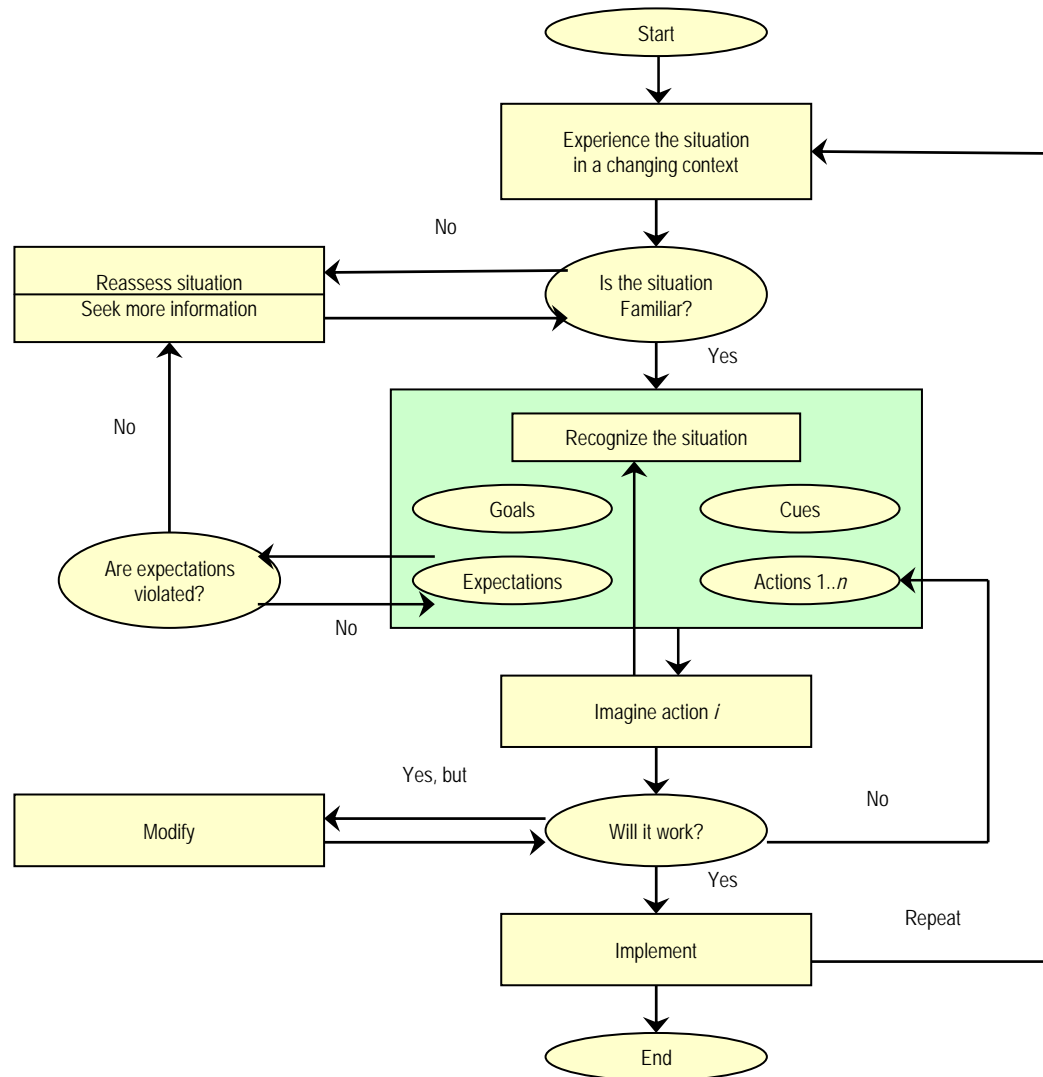 Start
Experience the situation
in a changing context
No
Reassess situation
Seek more information
Is the situation
Familiar?
Yes
No
Recognize the situation
Goals
Cues
Are expectations
violated?
Expectations
Actions 1..n
No
Imagine action i
Yes, but
No
Modify
Will it work?
Yes
Repeat
Implement
End